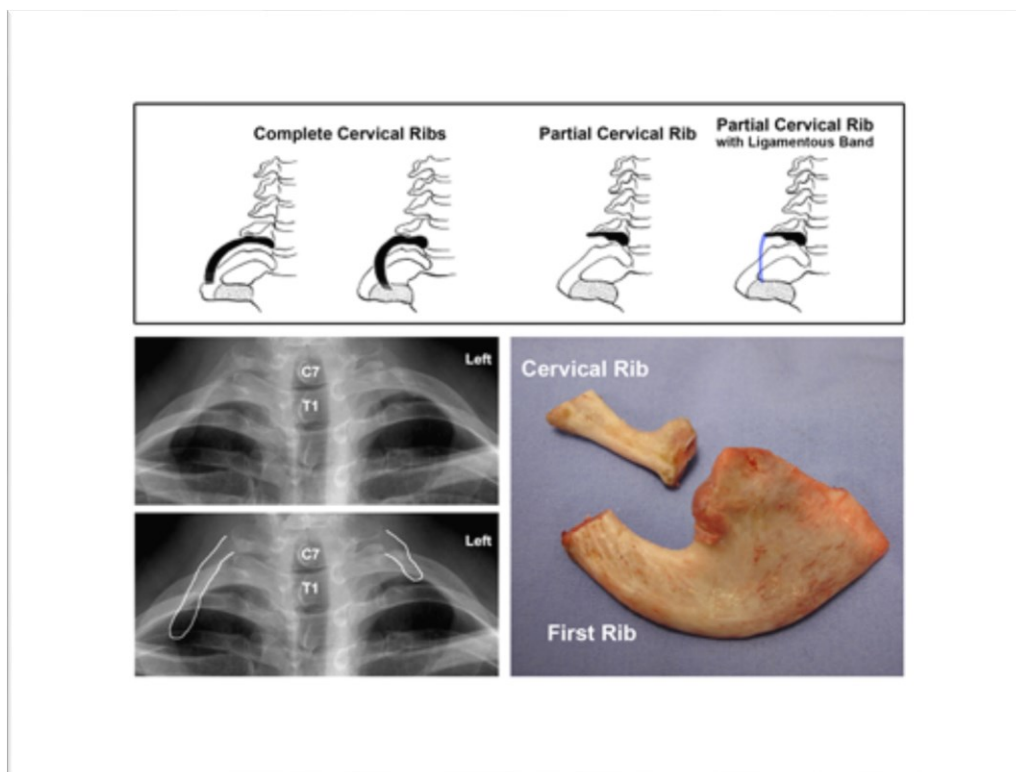 Complete Cervical Ribs
Partial Cervical Rib
Partial Cervical Rib
with Ligamentous Band
Left
C7
T1
Left
C7
T1
Cervical Rib
First Rib